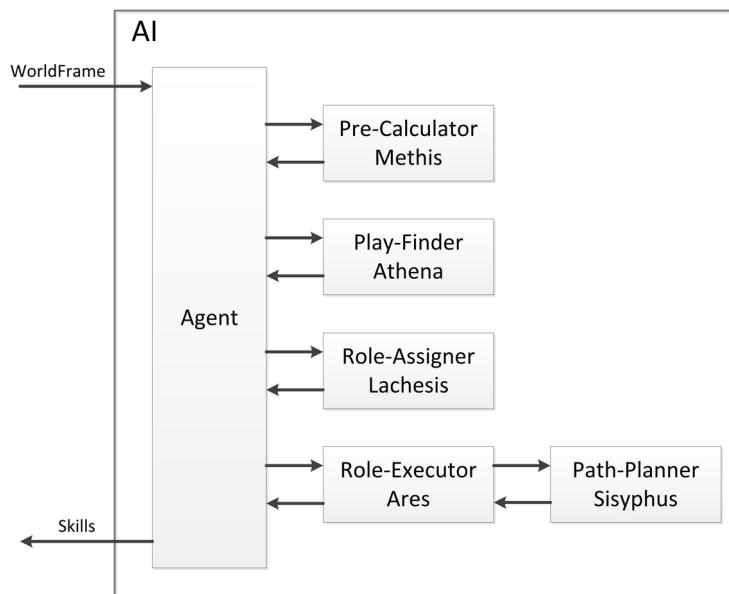 AI
WorldFrame
Pre-Calculator
Methis
Play-Finder
Athena
Agent
Role-Assigner
Lachesis
Role-Executor
Ares
Path-Planner
Sisyphus
Skills